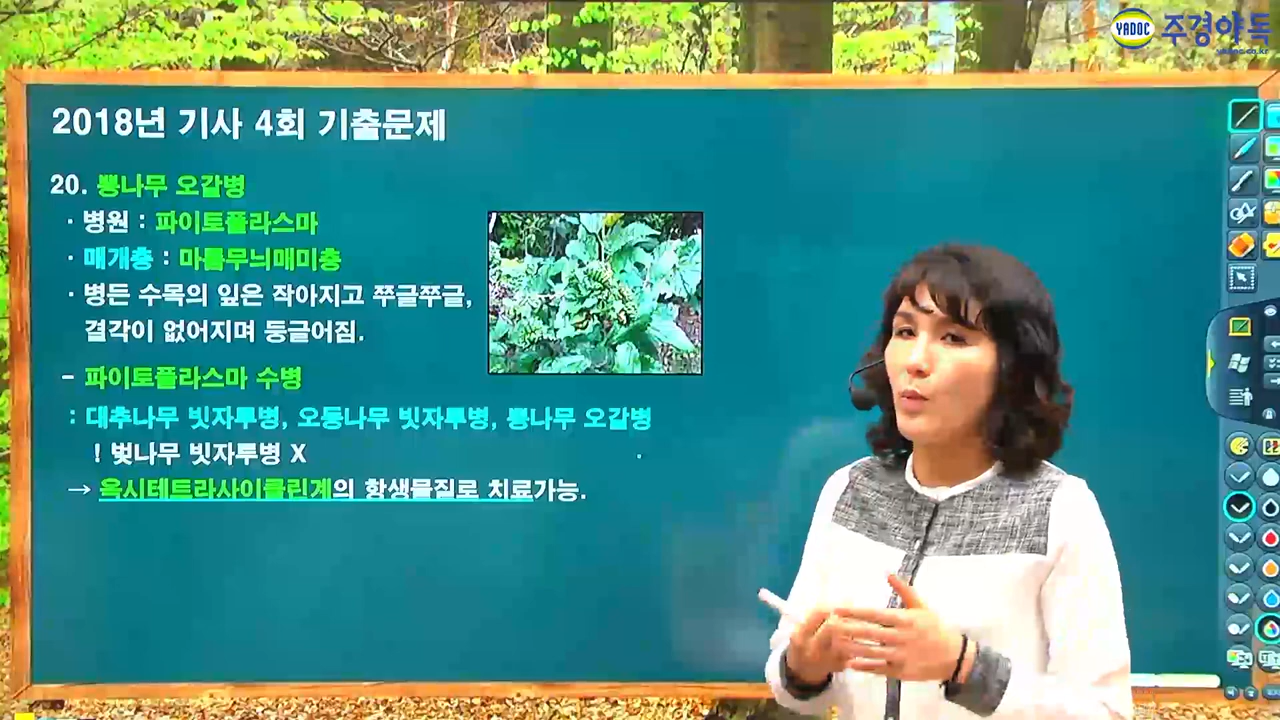 YADOC 주경야독
yadoc.co.kr
2018년 기사 4회 기출문제
20. 뽕나무 오갈병
· 병원 : 파이토플라스마
· 매개충 : 마름무늬매미충
· 병든 수목의 잎은 작아지고 쭈글쭈글,
결각이 없어지며 둥글어짐.
- 파이토플라스마 수병
: 대추나무 빗자루병, 오동나무 빗자루병, 뽕나무 오갈병
! 벚나무 빗자루병 X
→ 옥시테트라사이클린계의 항생물질로 치료가능.